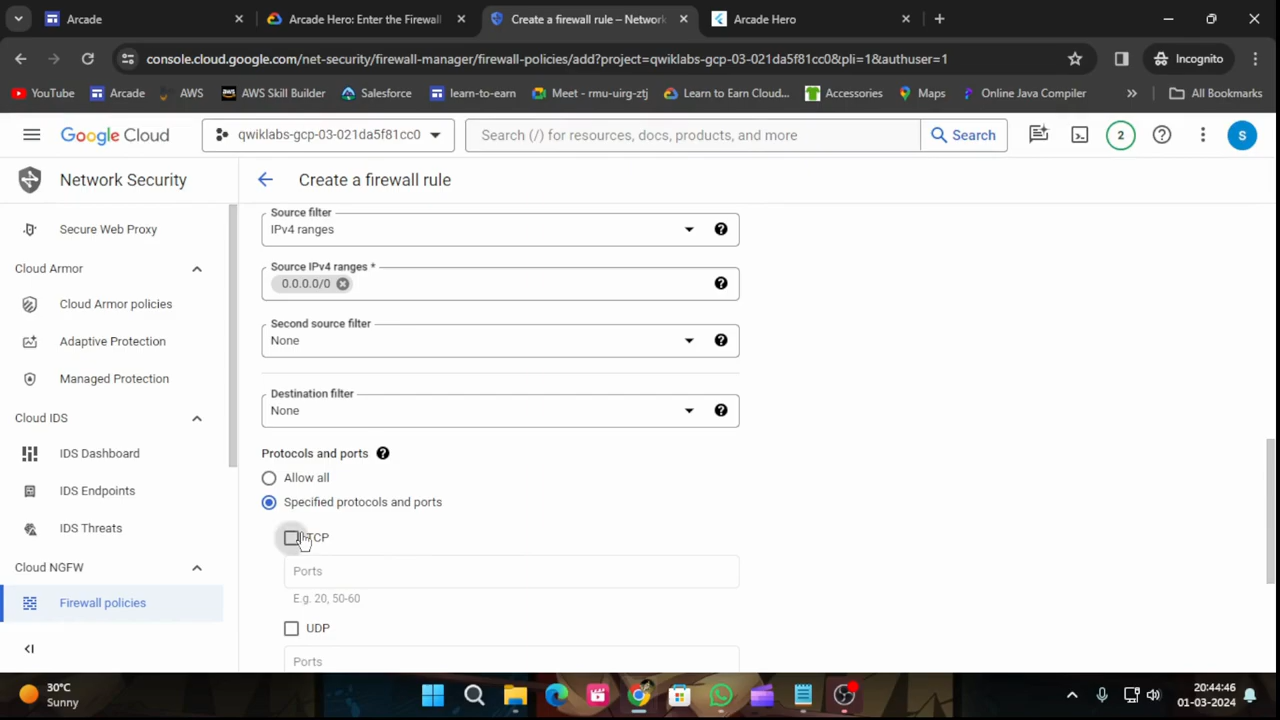 Arcade
Arcade Hero: Enter the Firewall
Create a firewall rule – Network
Arcade Hero
console.cloud.google.com/net-security/firewall-manager/firewall-policies/add?project=qwiklabs-gcp-03-021da5f81cc0&pli=1&authuser=1
Incognito
YouTube
Arcade
AWS
AWS Skill Builder
Salesforce
learn-to-earn
Meet - rmu-uirg-ztj
Learn to Earn Cloud...
Accessories
Maps
Online Java Compiler
»
All Bookmarks
Google Cloud
qwiklabs-gcp-03-021da5f81cc0
Search (/) for resources, docs, products, and more
Search
2
S
Network Security
Create a firewall rule
Secure Web Proxy
Cloud Armor
Cloud Armor policies
Adaptive Protection
Managed Protection
Cloud IDS
IDS Dashboard
IDS Endpoints
IDS Threats
Cloud NGFW
Firewall policies
Source filter
IPv4 ranges
Source IPv4 ranges *
0.0.0.0/0
Second source filter
None
Destination filter
None
Protocols and ports
Allow all
Specified protocols and ports
TCP
Ports
E.g. 20, 50-60
UDP
Ports
30°C
Sunny
20:44:46
01-03-2024